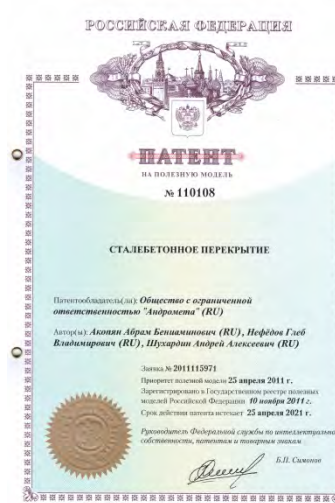 РОССИЙСКАЯ ФЕДЕРАЦИЯ
ПАТЕНТ
НА ПОЛЕЗНУЮ МОДЕЛЬ
№ 110108
СТАЛЕБЕТОННОЕ ПЕРЕКРЫТИЕ
Патентообладатель(ли): Общество с ограниченной
ответственностью "Андромета" (RU)
Автор(ы): Акопян Абрам Бениаминович (RU), Нефёдов Глеб
Владимирович (RU), Шухардин Андрей Алексеевич (RU)
Заявка № 2011115971
Приоритет полезной модели 25 апреля 2011 г.
Зарегистрировано в Государственном реестре полезных
моделей Российской Федерации 10 ноября 2011 г.
Срок действия патента истекает 25 апреля 2021 г.
Руководитель Федеральной службы по интеллектуальной
собственности, патентам и товарным знакам
Б.П. Симонов